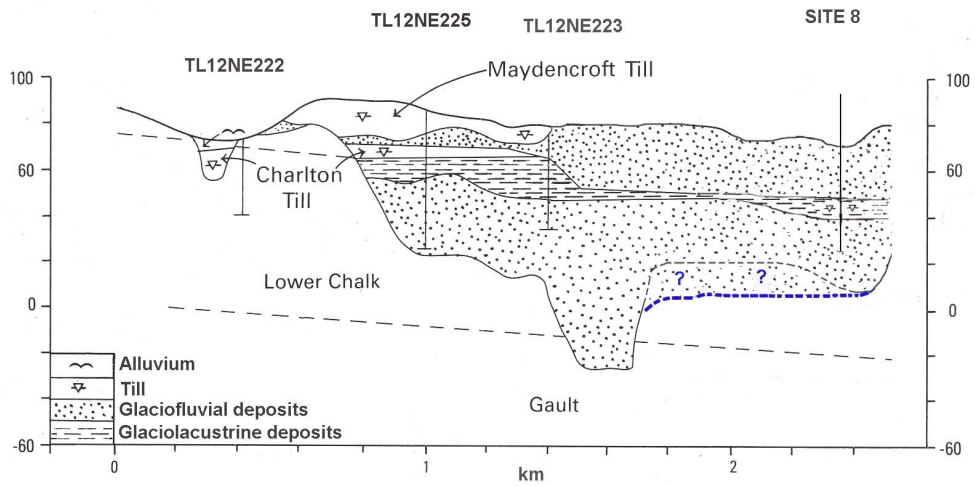 TL12NE225
TL12NE223
SITE 8
TL12NE222
Maydencroft Till
100
100
60
60
Charlton
Till
? ?
Lower Chalk
0
0
Alluvium
Till
Glaciofluvial deposits
Glaciolacustrine deposits
Gault
-60
-60
0
1
2
km